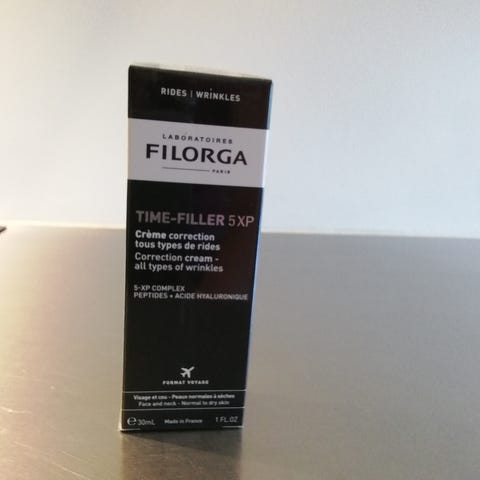 RIDES | WRINKLES
LABORATOIRES
FILORGA
PARIS
TIME-FILLER 5XP
Crème correction
tous types de rides
Correction cream -
all types of wrinkles
5-XP COMPLEX
PEPTIDES + ACIDE HYALURONIQUE
FORMAT VOYAGE
Visage et cou - Peaux normales à sèches
Face and neck - Normal to dry skin
℮ 30mL Made in France 1 FL.OZ